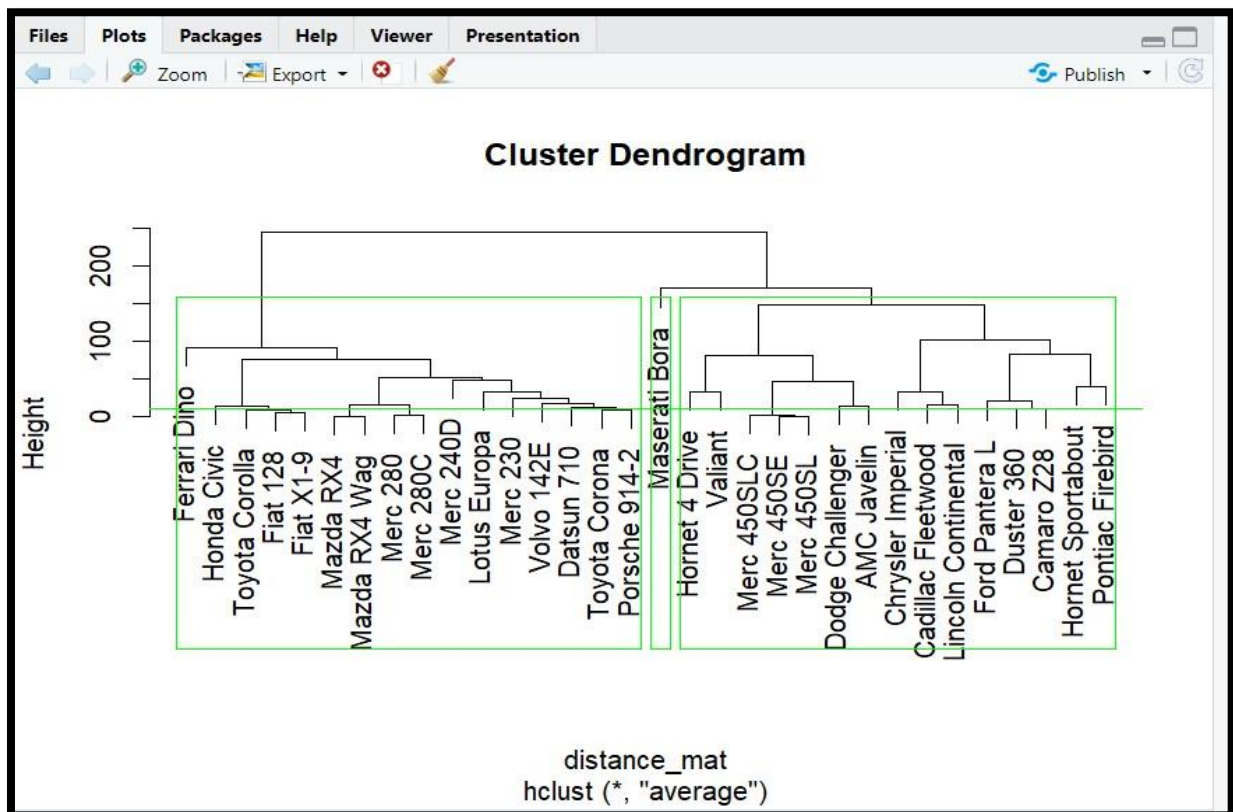 Files Plots Packages Help Viewer Presentation
Zoom Export Publish
Cluster Dendrogram
Height
0 100 200
Ferrari Dino
Honda Civic
Toyota Corolla
Fiat 128
Fiat X1-9
Mazda RX4
Mazda RX4 Wag
Merc 280
Merc 280C
Merc 240D
Lotus Europa
Merc 230
Volvo 142E
Datsun 710
Toyota Corona
Porsche 914-2
Maserati Bora
Hornet 4 Drive
Valiant
Merc 450SLC
Merc 450SE
Merc 450SL
Dodge Challenger
AMC Javelin
Chrysler Imperial
Cadillac Fleetwood
Lincoln Continental
Ford Pantera L
Duster 360
Camaro Z28
Hornet Sportabout
Pontiac Firebird
distance_mat
hclust (*, "average")